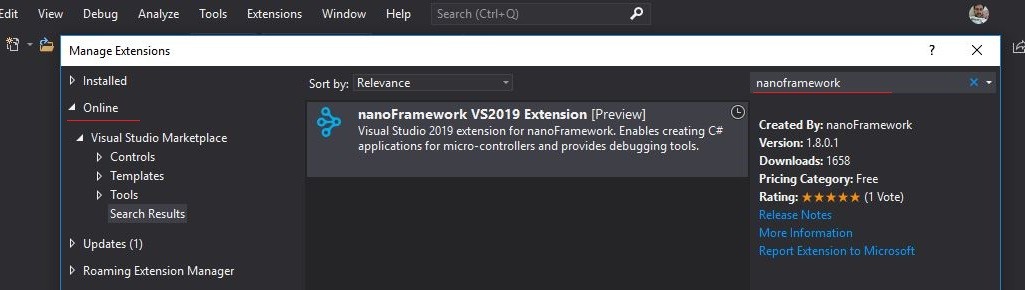 Edit View Debug Analyze Tools Extensions Window Help Search (Ctrl+Q)
Manage Extensions ?
Installed
Online
Visual Studio Marketplace
Controls
Templates
Tools
Search Results
Updates (1)
Roaming Extension Manager
Sort by: Relevance
nanoFramework VS2019 Extension [Preview]
Visual Studio 2019 extension for nanoFramework. Enables creating C#
applications for micro-controllers and provides debugging tools.
nanoframework
Created By: nanoFramework
Version: 1.8.0.1
Downloads: 1658
Pricing Category: Free
Rating: ★★★★★ (1 Vote)
Release Notes
More Information
Report Extension to Microsoft